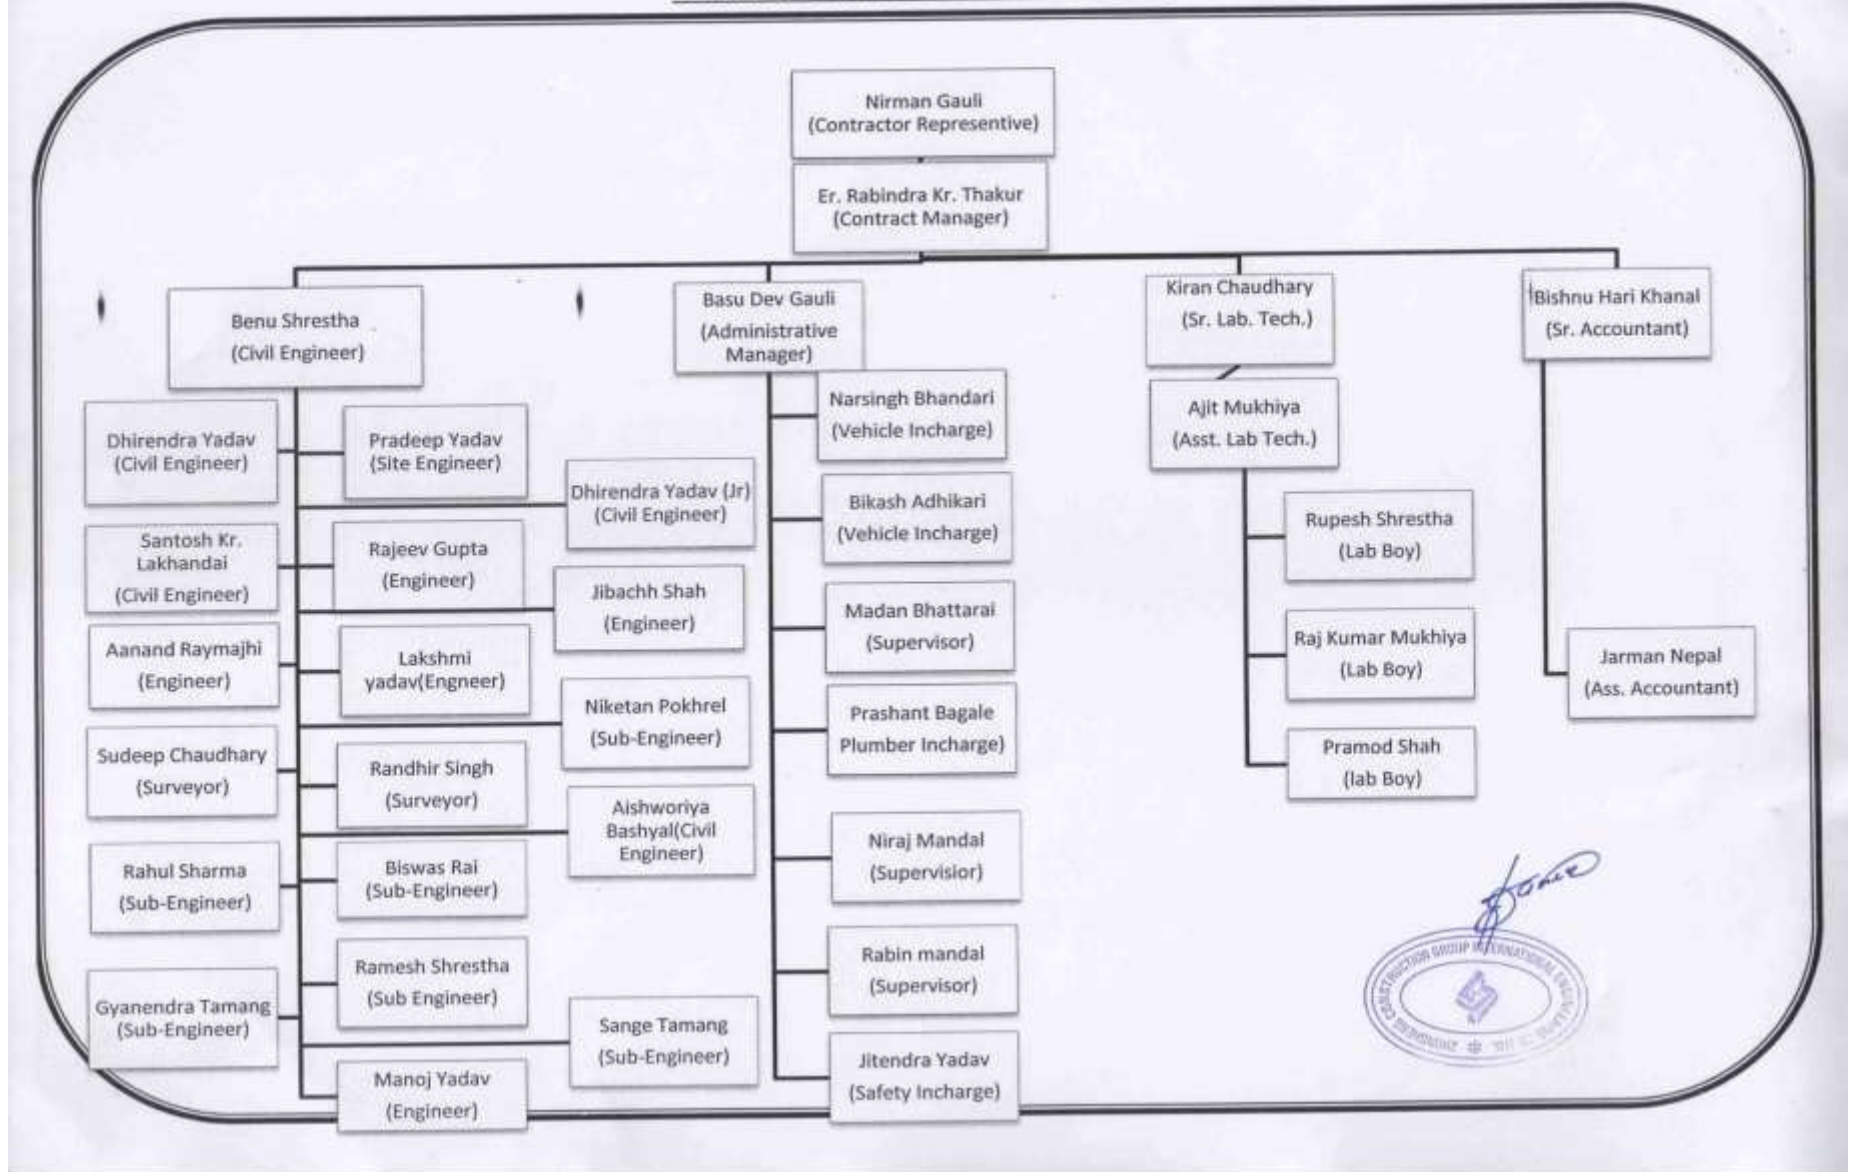 Nirman Gauli
(Contractor Representive)
Er. Rabindra Kr. Thakur
(Contract Manager)
Benu Shrestha
(Civil Engineer)
Basu Dev Gauli
(Administrative
Manager)
Kiran Chaudhary
(Sr. Lab. Tech.)
Bishnu Hari Khanal
(Sr. Accountant)
Dhirendra Yadav
(Civil Engineer)
Pradeep Yadav
(Site Engineer)
Dhirendra Yadav (Jr)
(Civil Engineer)
Santosh Kr.
Lakhandai
(Civil Engineer)
Rajeev Gupta
(Engineer)
Jibachh Shah
(Engineer)
Aanand Raymajhi
(Engineer)
Lakshmi
yadav(Engneer)
Niketan Pokhrel
(Sub-Engineer)
Sudeep Chaudhary
(Surveyor)
Randhir Singh
(Surveyor)
Aishworiya
Bashyal(Civil
Engineer)
Rahul Sharma
(Sub-Engineer)
Biswas Rai
(Sub-Engineer)
Ramesh Shrestha
(Sub Engineer)
Gyanendra Tamang
(Sub-Engineer)
Sange Tamang
(Sub-Engineer)
Manoj Yadav
(Engineer)
Narsingh Bhandari
(Vehicle Incharge)
Bikash Adhikari
(Vehicle Incharge)
Madan Bhattarai
(Supervisor)
Prashant Bagale
Plumber Incharge)
Niraj Mandal
(Supervisior)
Rabin mandal
(Supervisor)
Jitendra Yadav
(Safety Incharge)
Ajit Mukhiya
(Asst. Lab Tech.)
Rupesh Shrestha
(Lab Boy)
Raj Kumar Mukhiya
(Lab Boy)
Pramod Shah
(lab Boy)
Jarman Nepal
(Ass. Accountant)
CONSTRUCTION GROUP INTERNATIONAL